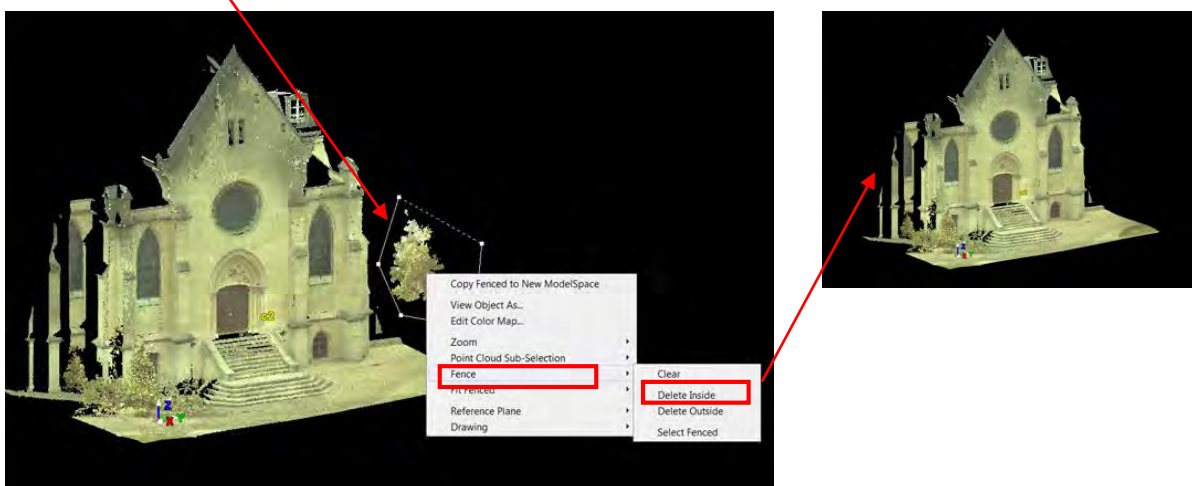 c2
Copy Fenced to New ModelSpace
View Object As...
Edit Color Map...
Zoom
Point Cloud Sub-Selection
Fence
Fit Fenced
Reference Plane
Drawing
Clear
Delete Inside
Delete Outside
Select Fenced
Z
X
Y
Z
X
Y